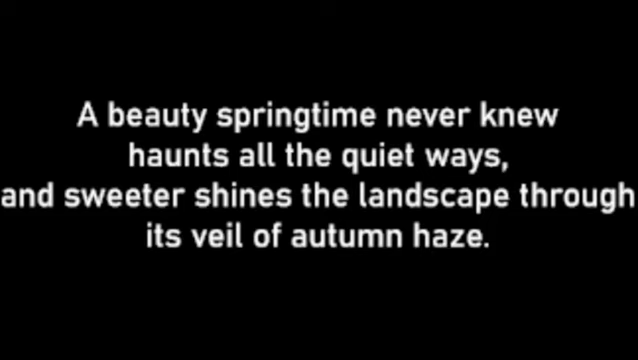 A beauty springtime never knew
haunts all the quiet ways,
and sweeter shines the landscape through
its veil of autumn haze.